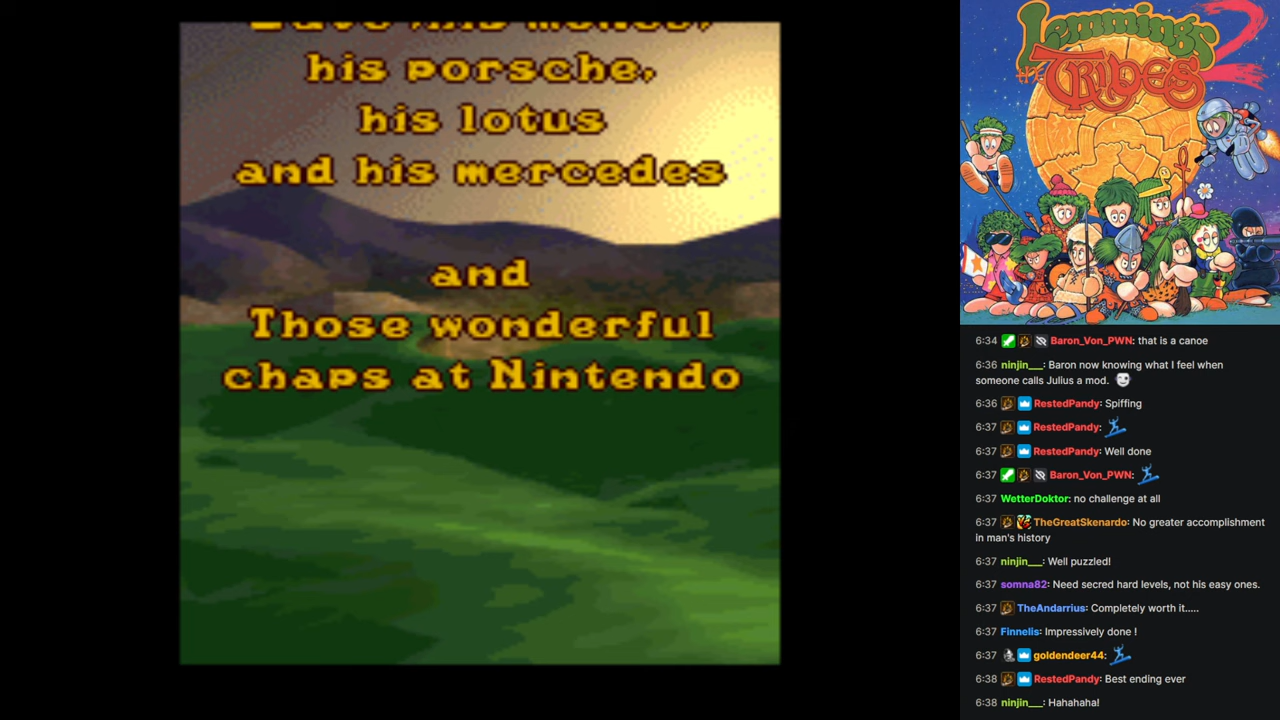 his porsche,
his lotus
and his mercedes
and
Those wonderful
chaps at Nintendo
Lemmings 2
THE TRIBES
6:34 Baron_Von_PWN: that is a canoe
6:36 ninjin__: Baron now knowing what I feel when
someone calls Julius a mod.
6:36 RestedPandy: Spiffing
6:37 RestedPandy:
6:37 RestedPandy: Well done
6:37 Baron_Von_PWN:
6:37 WetterDoktor: no challenge at all
6:37 TheGreatSkenardo: No greater accomplishment
in man's history
6:37 ninjin__: Well puzzled!
6:37 somna82: Need secred hard levels, not his easy ones.
6:37 TheAndarrius: Completely worth it.....
6:37 Finnelis: Impressively done !
6:37 goldendeer44:
6:38 RestedPandy: Best ending ever
6:38 ninjin__: Hahahaha!